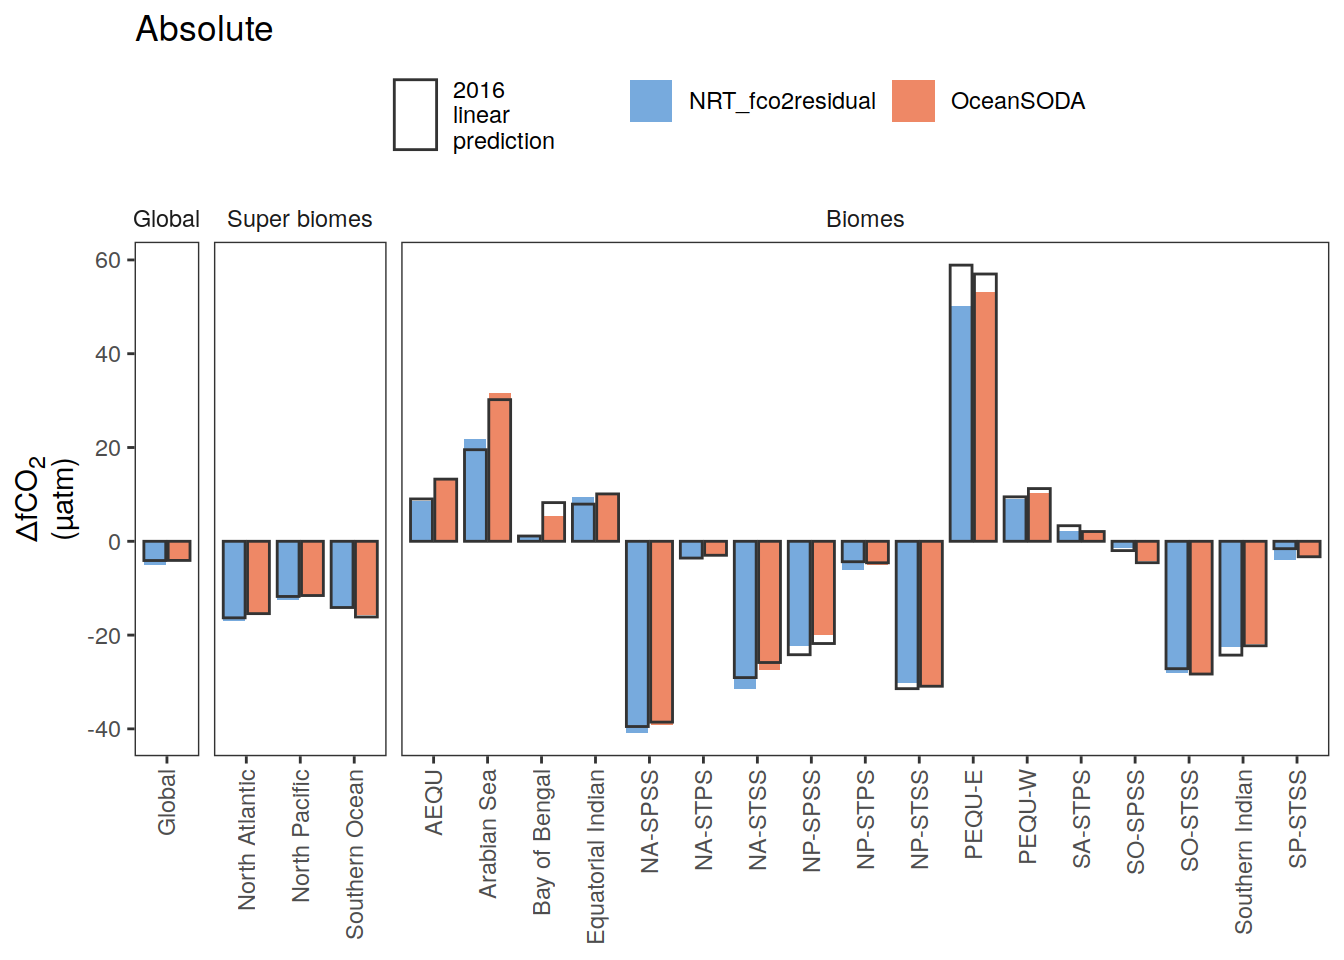 Absolute
2016
linear
prediction
NRT_fco2residual
OceanSODA
Global
Super biomes
Biomes
ΔfCO₂
(µatm)
60
40
20
0
-20
-40
Global
North Atlantic
North Pacific
Southern Ocean
AEQU
Arabian Sea
Bay of Bengal
Equatorial Indian
NA-SPSS
NA-STPS
NA-STSS
NP-SPSS
NP-STPS
NP-STSS
PEQU-E
PEQU-W
SA-STPS
SO-SPSS
SO-STSS
Southern Indian
SP-STSS